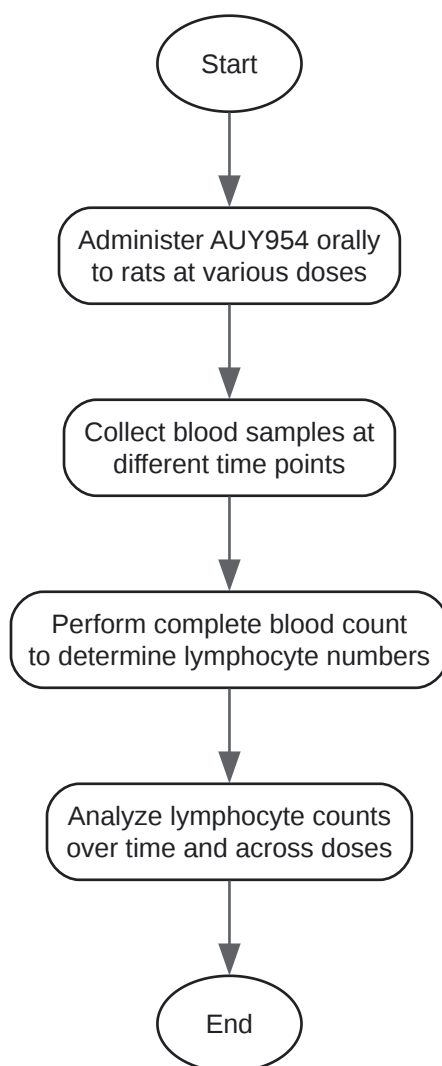 Start
Administer AUY954 orally
to rats at various doses
Collect blood samples at
different time points
Perform complete blood count
to determine lymphocyte numbers
Analyze lymphocyte counts
over time and across doses
End